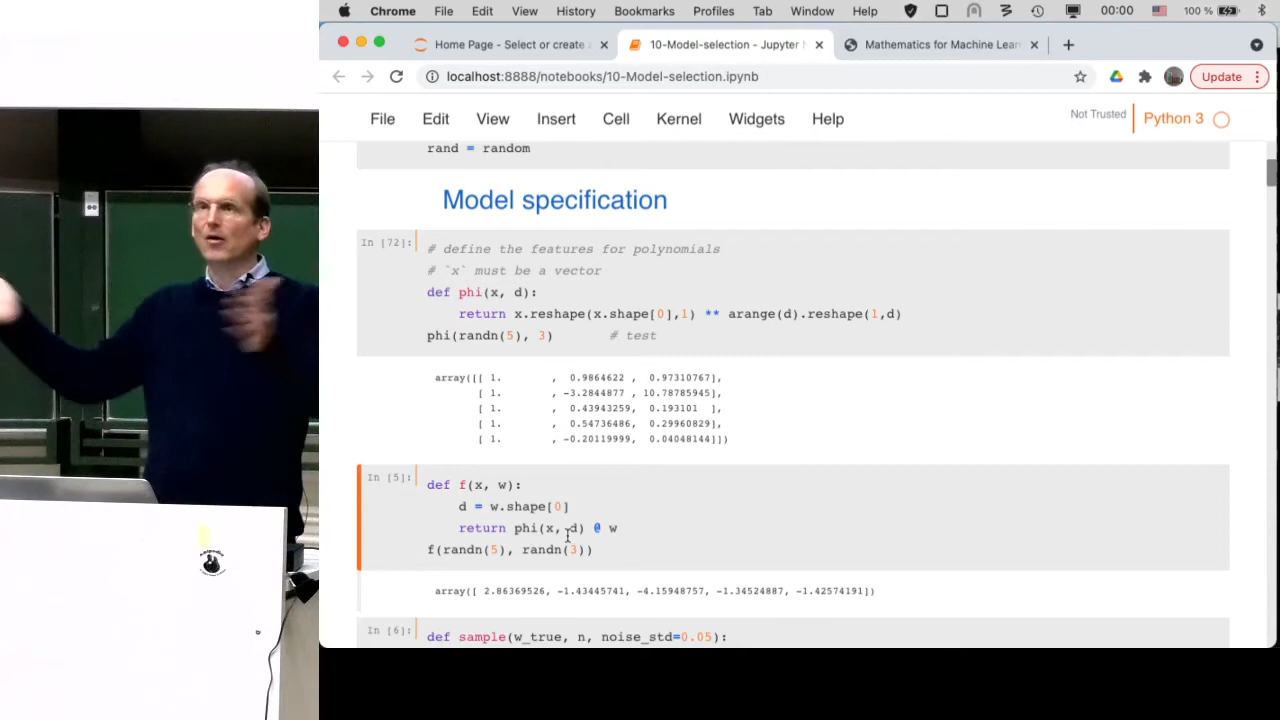 Chrome File Edit View History Bookmarks Profiles Tab Window Help 00:00 100 %
Home Page - Select or create a 10-Model-selection - Jupyter Mathematics for Machine Lear
localhost:8888/notebooks/10-Model-selection.ipynb Update
File Edit View Insert Cell Kernel Widgets Help Not Trusted Python 3
rand = random
Model specification
In [72]:
# define the features for polynomials
# `x` must be a vector
def phi(x, d):
return x.reshape(x.shape[0],1) ** arange(d).reshape(1,d)
phi(randn(5), 3) # test
array([[ 1. , 0.9864622 , 0.97310767],
[ 1. , -3.2844877 , 10.78785945],
[ 1. , 0.43943259, 0.193101 ],
[ 1. , 0.54736486, 0.29960829],
[ 1. , -0.20119999, 0.04048144]])
In [5]:
def f(x, w):
d = w.shape[0]
return phi(x, d) @ w
f(randn(5), randn(3))
array([ 2.86369526, -1.43445741, -4.15948757, -1.34524887, -1.42574191])
In [6]:
def sample(w_true, n, noise_std=0.05):